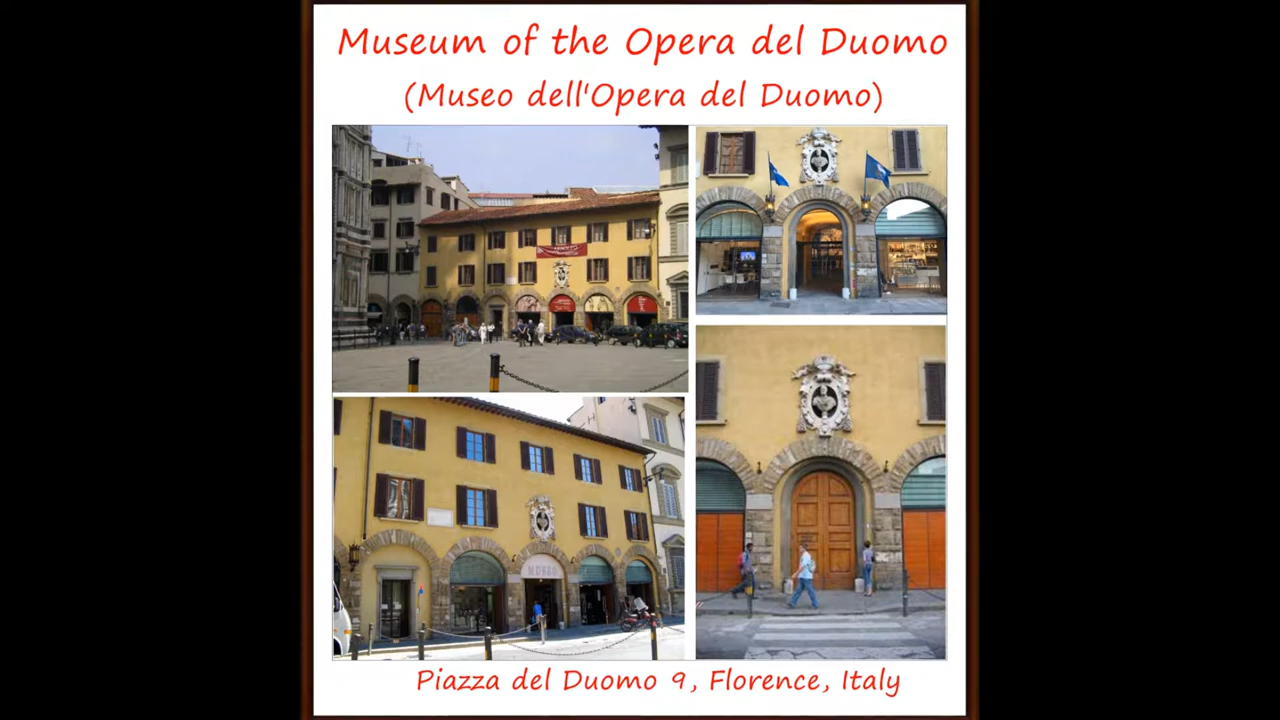 Museum of the Opera del Duomo
(Museo dell'Opera del Duomo)
MUSEO
Piazza del Duomo 9, Florence, Italy